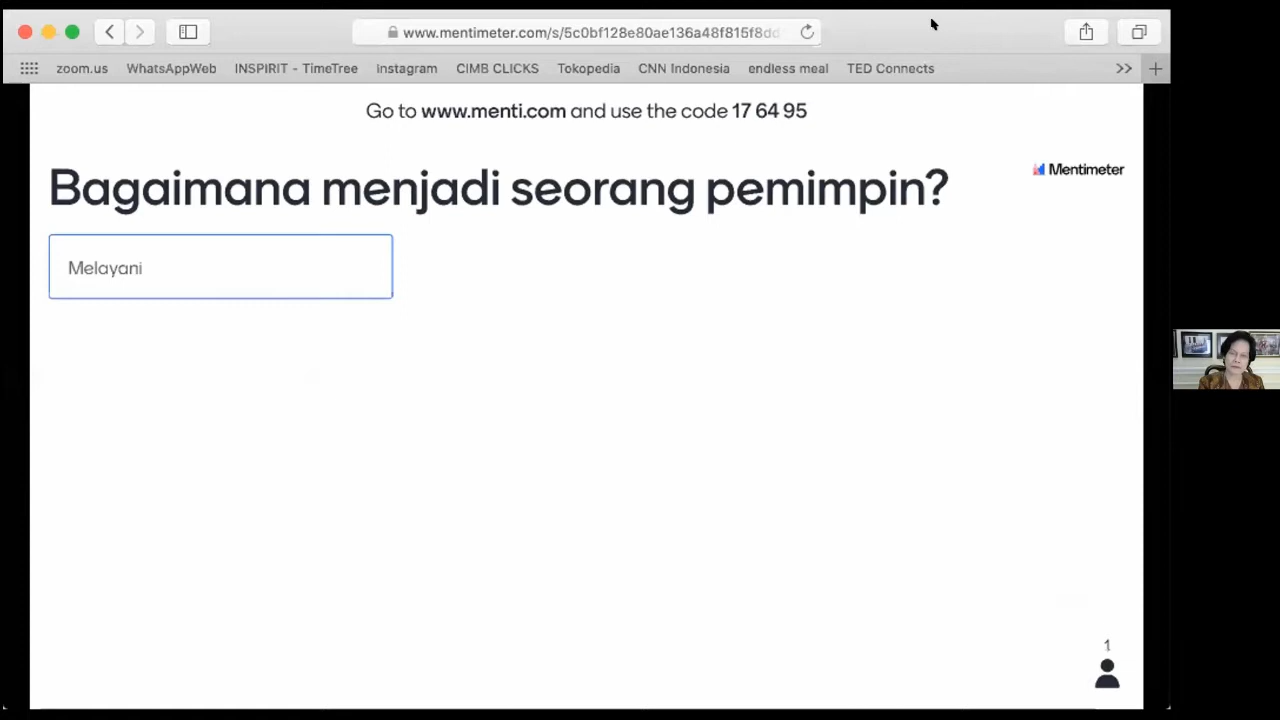 www.mentimeter.com/s/5c0bf128e80ae136a48f815f8dd
zoom.us WhatsAppWeb INSPIRIT - TimeTree Instagram CIMB CLICKS Tokopedia CNN Indonesia endless meal TED Connects >> +
Go to www.menti.com and use the code 17 64 95
Mentimeter
Bagaimana menjadi seorang pemimpin?
Melayani
1